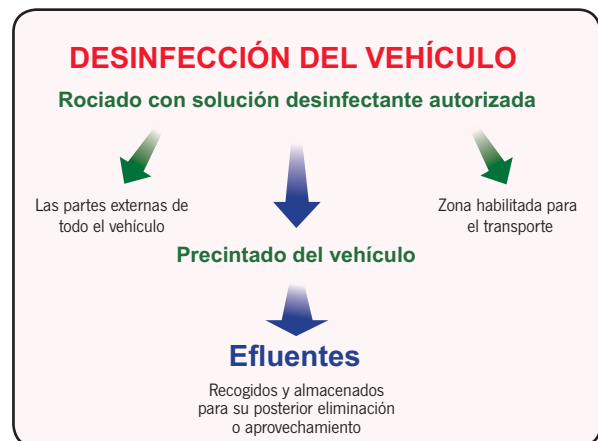 DESINFECCIÓN DEL VEHÍCULO
Rociado con solución desinfectante autorizada
Las partes externas de
todo el vehículo
Zona habilitada para
el transporte
Precintado del vehículo
Efluentes
Recogidos y almacenados
para su posterior eliminación
o aprovechamiento